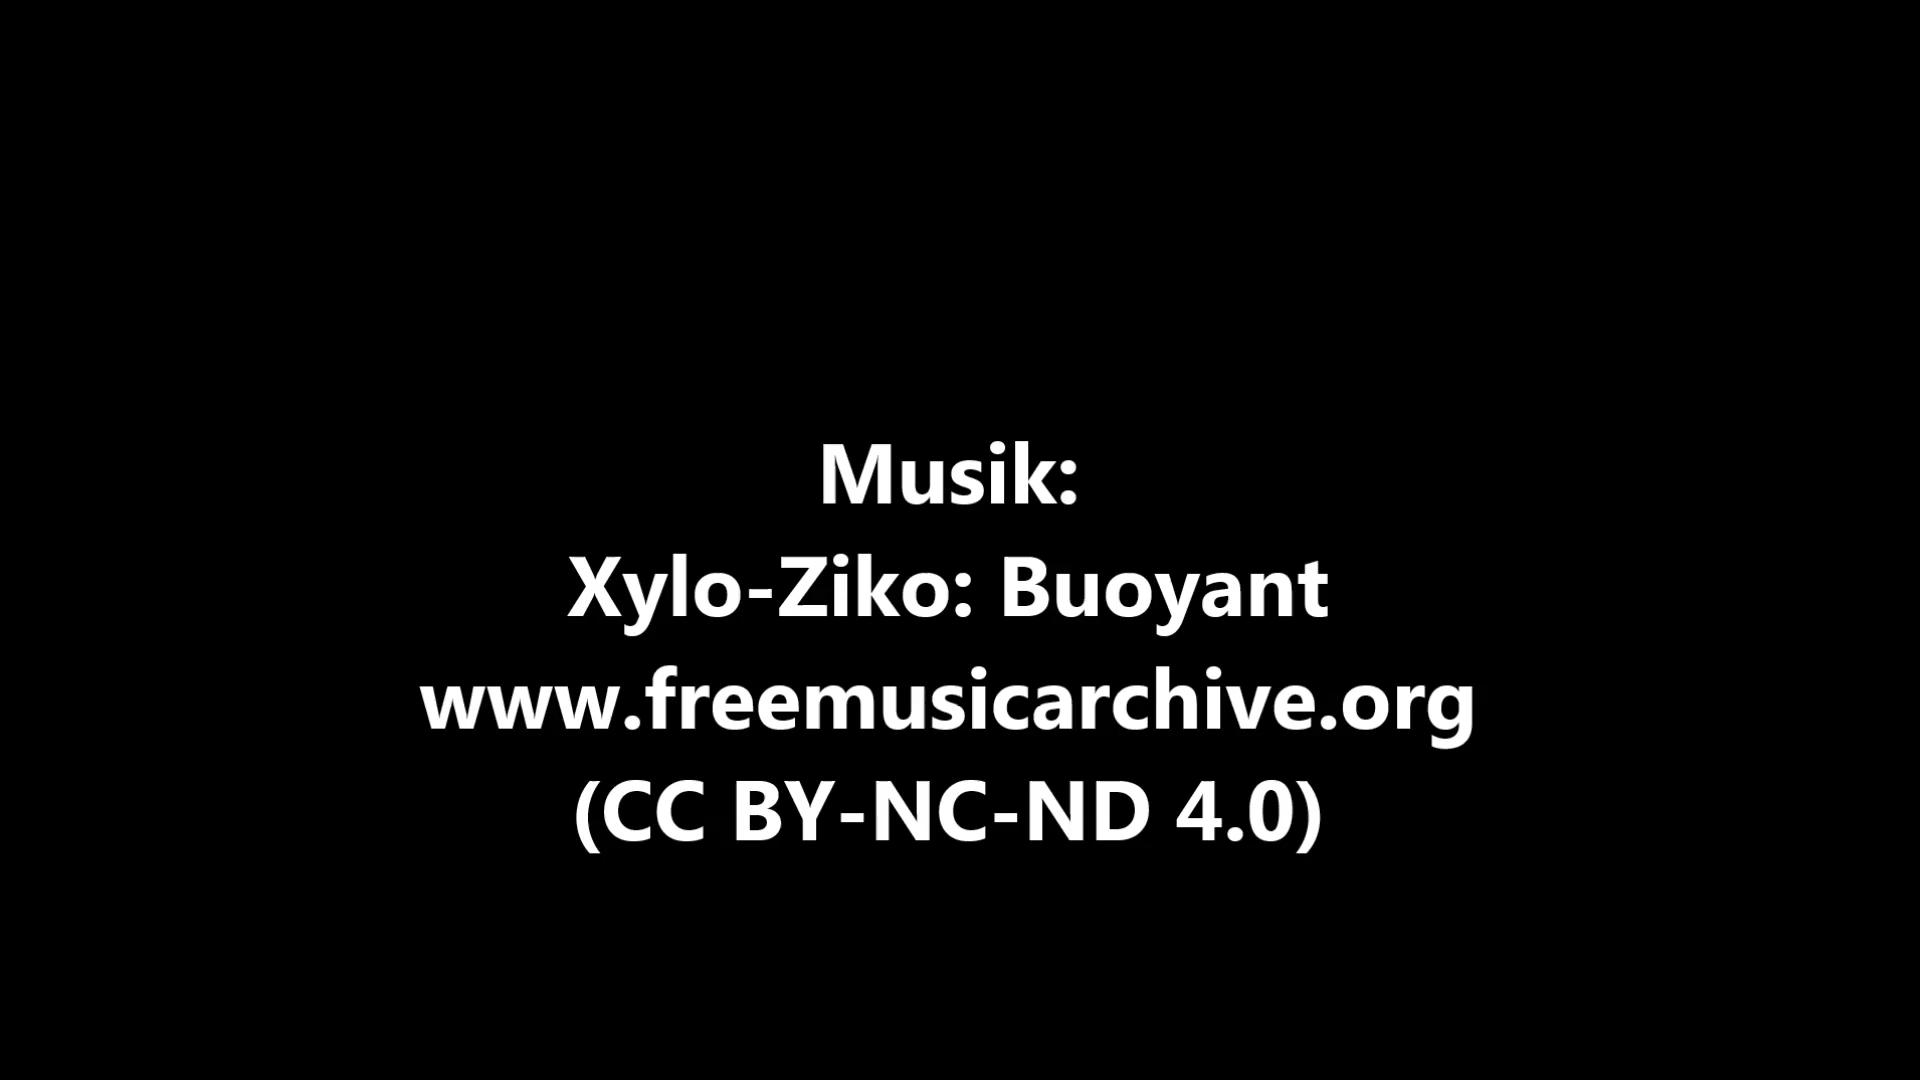 Musik:
Xylo-Ziko: Buoyant
www.freemusicarchive.org
(CC BY-NC-ND 4.0)